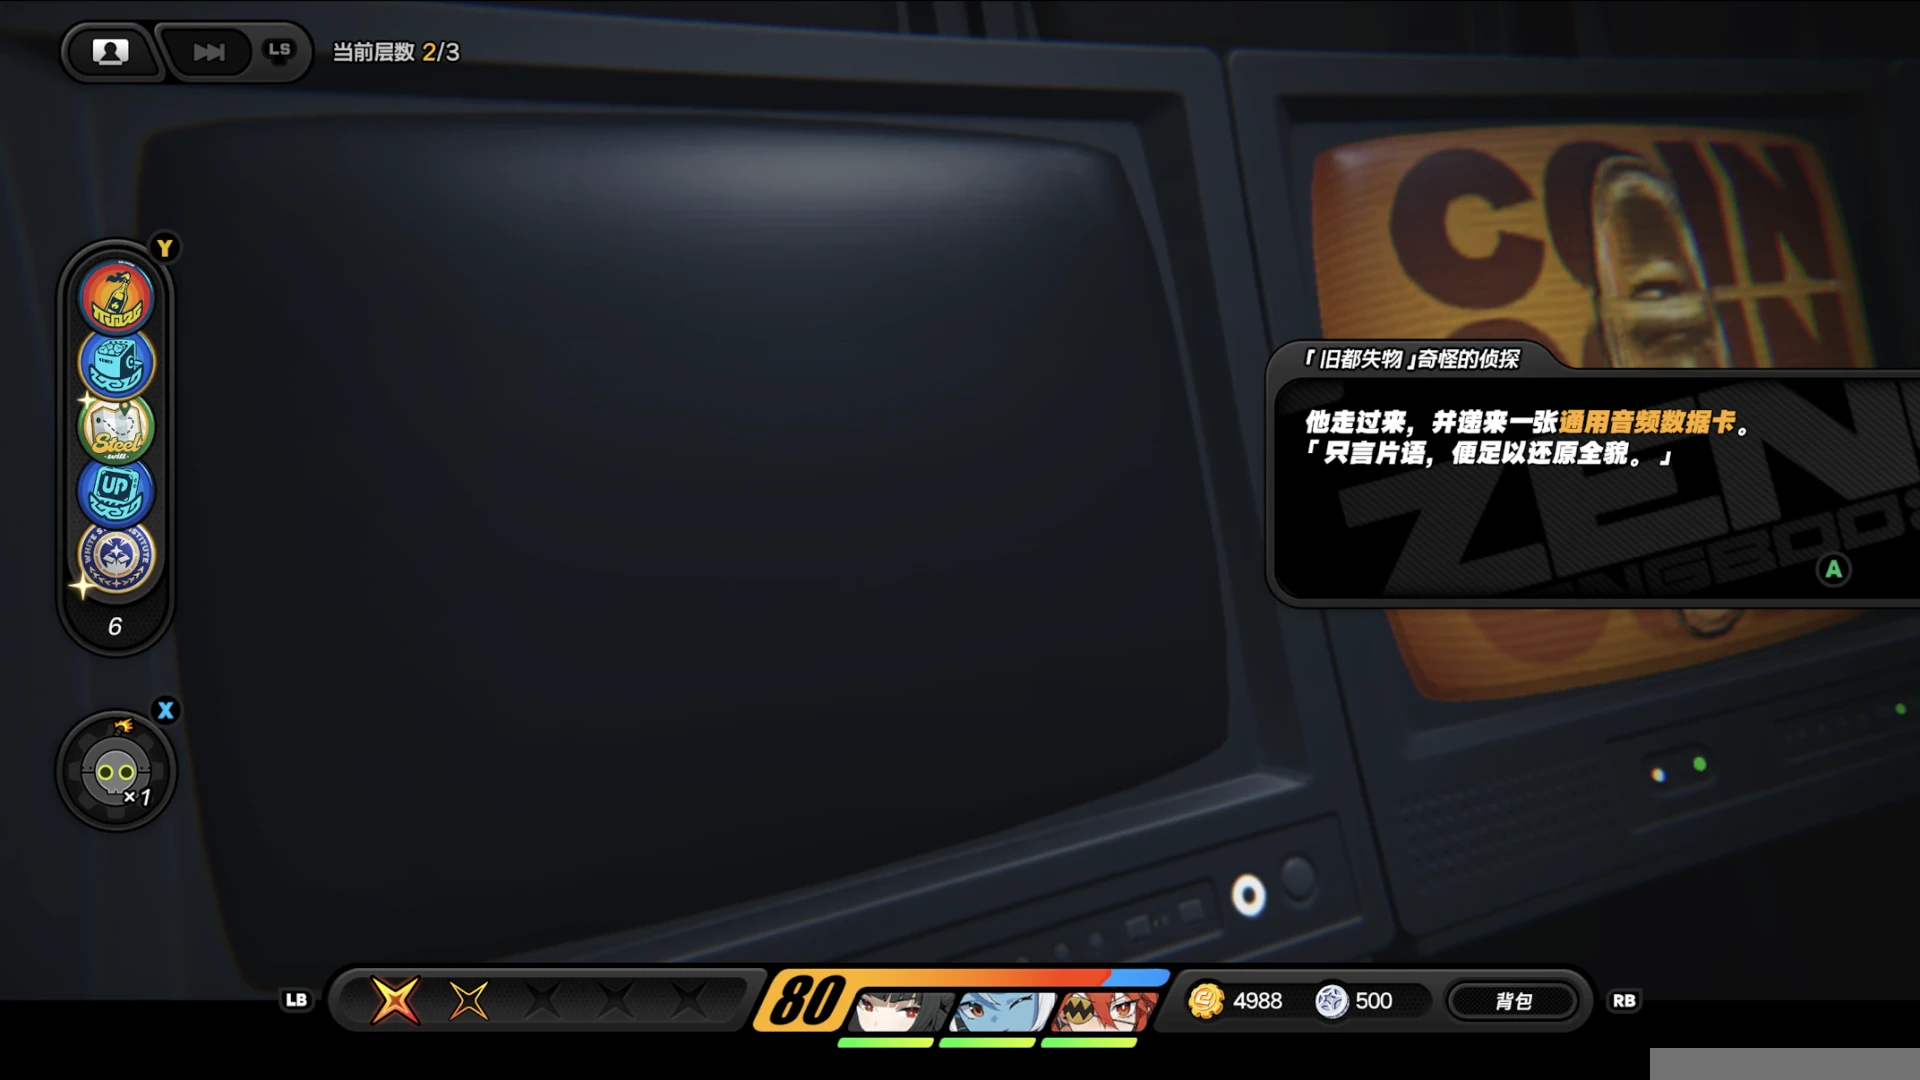 LS
当前层数 2/3
Y
COIN
「旧都失物」奇怪的侦探
他走过来，并递来一张通用音频数据卡。
「只言片语，便足以还原全貌。」
ZEN
A
Steel
UP
6
X
×1
LB
80
4988
500
背包
RB